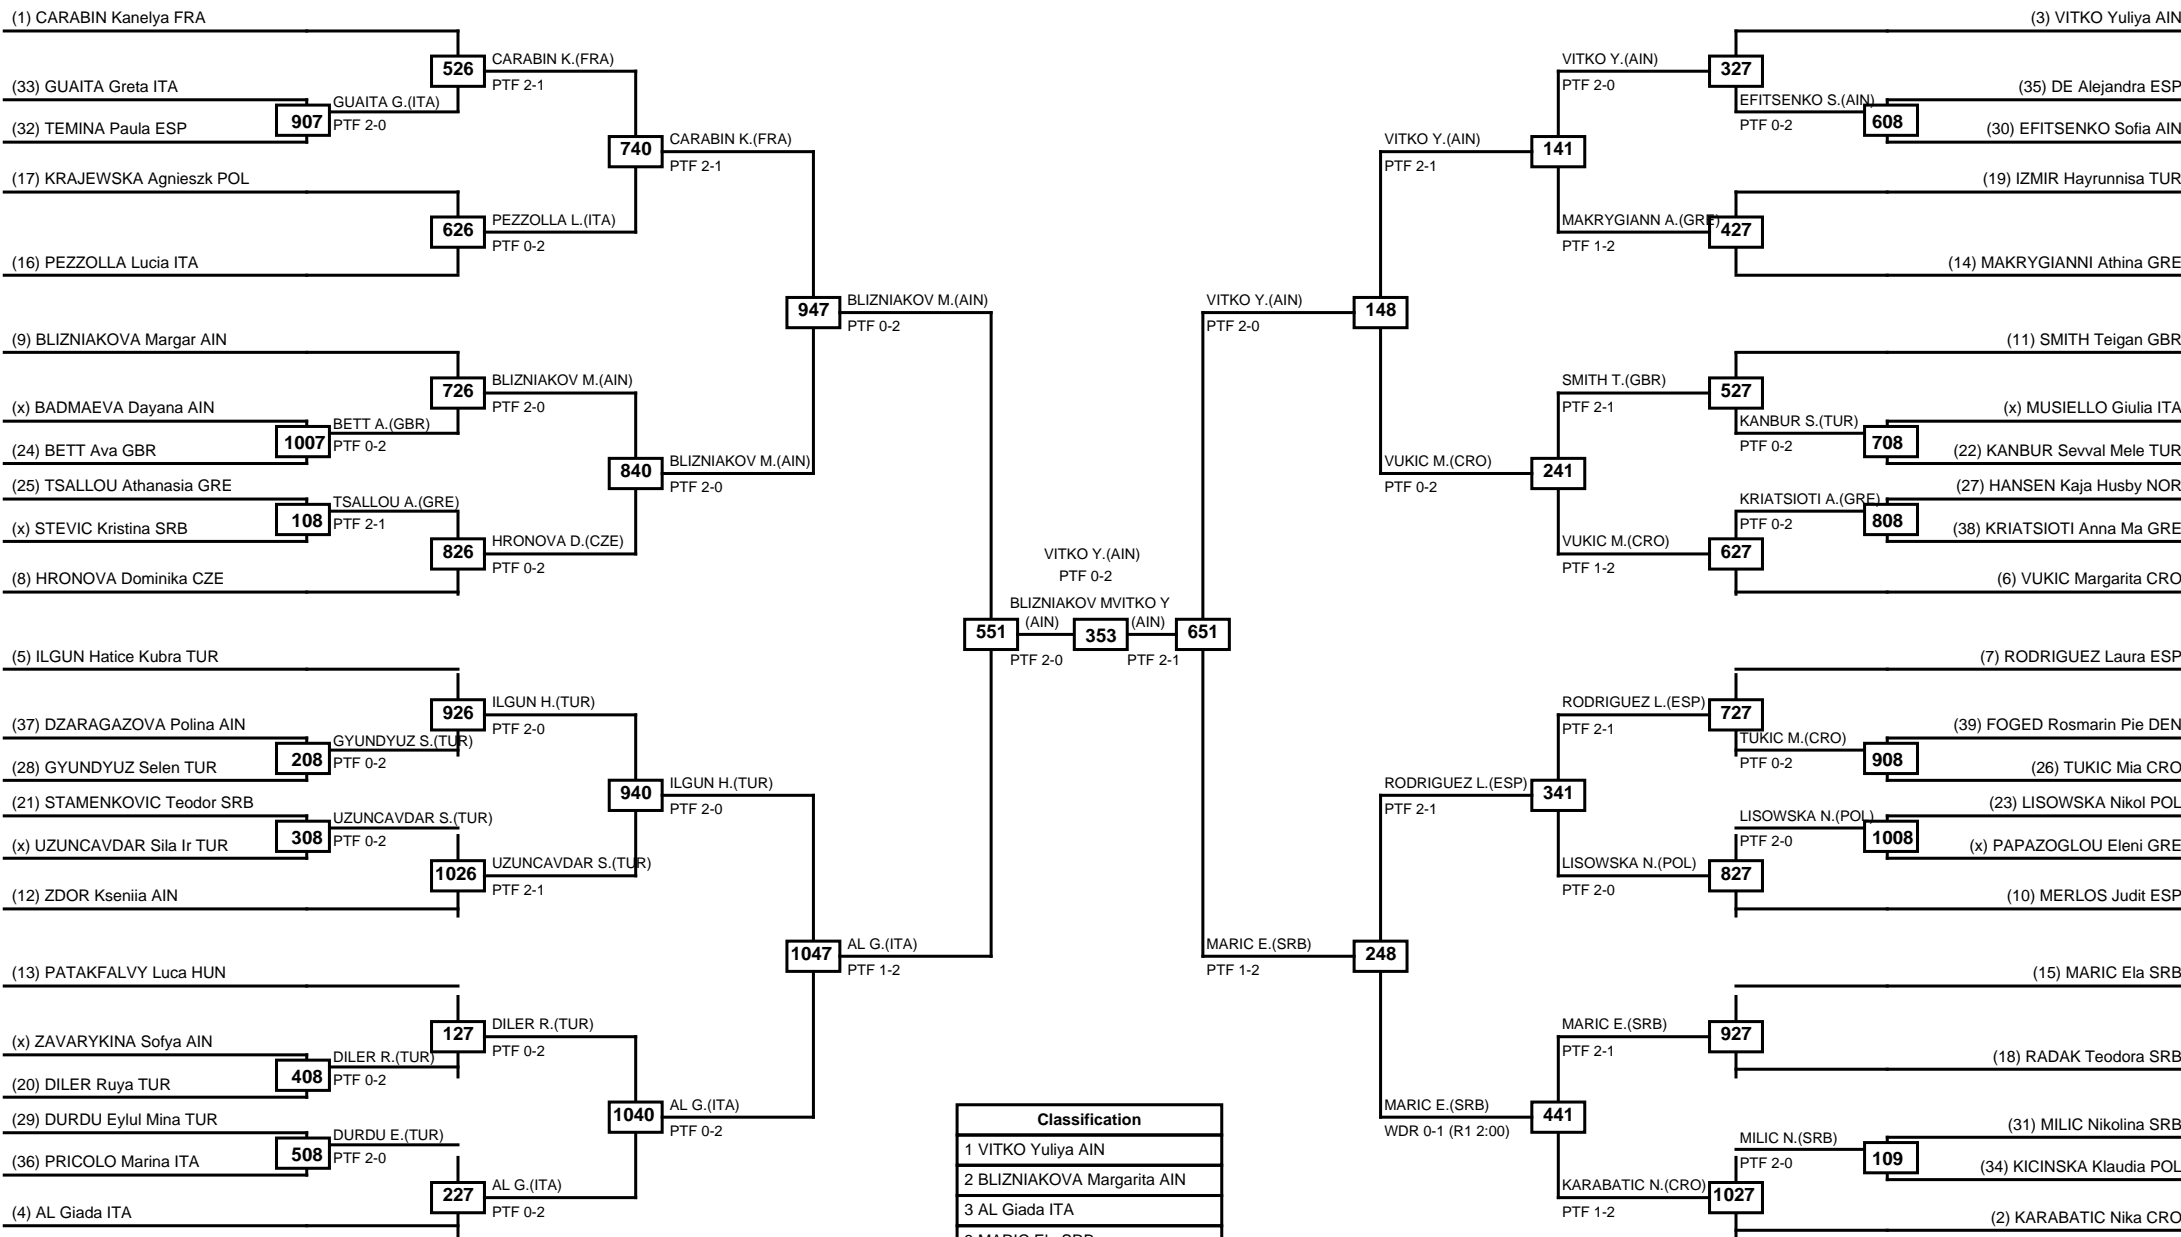 (1) CARABIN Kanelya FRA
526
CARABIN K.(FRA)
PTF 2-1
(33) GUAITA Greta ITA
907
GUAITA G.(ITA)
PTF 2-0
(32) TEMINA Paula ESP
740
CARABIN K.(FRA)
PTF 2-1
(17) KRAJEWSKA Agnieszk POL
626
PEZZOLLA L.(ITA)
PTF 0-2
(16) PEZZOLLA Lucia ITA
947
BLIZNIAKOV M.(AIN)
PTF 0-2
(9) BLIZNIAKOVA Margar AIN
726
BLIZNIAKOV M.(AIN)
PTF 2-0
(x) BADMAEVA Dayana AIN
1007
BETT A.(GBR)
PTF 0-2
(24) BETT Ava GBR
840
BLIZNIAKOV M.(AIN)
PTF 2-0
(25) TSALLOU Athanasia GRE
108
TSALLOU A.(GRE)
PTF 2-1
(x) STEVIC Kristina SRB
826
HRONOVA D.(CZE)
PTF 0-2
(8) HRONOVA Dominika CZE
VITKO Y.(AIN)
PTF 0-2
BLIZNIAKOV MVITKO Y
551
(AIN)
353
(AIN)
651
PTF 2-0
PTF 2-1
(5) ILGUN Hatice Kubra TUR
926
ILGUN H.(TUR)
PTF 2-0
(37) DZARAGAZOVA Polina AIN
208
GYUNDYUZ S.(TUR)
PTF 0-2
(28) GYUNDYUZ Selen TUR
940
ILGUN H.(TUR)
PTF 2-0
(21) STAMENKOVIC Teodor SRB
308
UZUNCAVDAR S.(TUR)
PTF 0-2
(x) UZUNCAVDAR Sila Ir TUR
1026
UZUNCAVDAR S.(TUR)
PTF 2-1
(12) ZDOR Kseniia AIN
1047
AL G.(ITA)
PTF 1-2
(13) PATAKFALVY Luca HUN
127
DILER R.(TUR)
PTF 0-2
(x) ZAVARYKINA Sofya AIN
408
DILER R.(TUR)
PTF 0-2
(20) DILER Ruya TUR
1040
AL G.(ITA)
PTF 0-2
(29) DURDU Eylul Mina TUR
508
DURDU E.(TUR)
PTF 2-0
(36) PRICOLO Marina ITA
227
AL G.(ITA)
PTF 0-2
(4) AL Giada ITA
(3) VITKO Yuliya AIN
VITKO Y.(AIN)
327
PTF 2-0
EFITSENKO S.(AIN)
(35) DE Alejandra ESP
PTF 0-2
608
(30) EFITSENKO Sofia AIN
VITKO Y.(AIN)
141
PTF 2-1
(19) IZMIR Hayrunnisa TUR
MAKRYGIANN A.(GRE)
427
PTF 1-2
(14) MAKRYGIANNI Athina GRE
VITKO Y.(AIN)
148
PTF 2-0
(11) SMITH Teigan GBR
SMITH T.(GBR)
527
PTF 2-1
(x) MUSIELLO Giulia ITA
KANBUR S.(TUR)
708
PTF 0-2
(22) KANBUR Sevval Mele TUR
VUKIC M.(CRO)
241
PTF 0-2
(27) HANSEN Kaja Husby NOR
KRIATSIOTI A.(GRE)
808
PTF 0-2
(38) KRIATSIOTI Anna Ma GRE
VUKIC M.(CRO)
627
PTF 1-2
(6) VUKIC Margarita CRO
(7) RODRIGUEZ Laura ESP
RODRIGUEZ L.(ESP)
727
PTF 2-1
(39) FOGED Rosmarin Pie DEN
TUKIC M.(CRO)
908
PTF 0-2
(26) TUKIC Mia CRO
RODRIGUEZ L.(ESP)
341
PTF 2-1
(23) LISOWSKA Nikol POL
LISOWSKA N.(POL)
1008
PTF 2-0
(x) PAPAZOGLOU Eleni GRE
LISOWSKA N.(POL)
827
PTF 2-0
(10) MERLOS Judit ESP
MARIC E.(SRB)
248
PTF 1-2
(15) MARIC Ela SRB
MARIC E.(SRB)
927
PTF 2-1
(18) RADAK Teodora SRB
MARIC E.(SRB)
441
WDR 0-1 (R1 2:00)
(31) MILIC Nikolina SRB
MILIC N.(SRB)
109
PTF 2-0
(34) KICINSKA Klaudia POL
KARABATIC N.(CRO)
1027
PTF 1-2
(2) KARABATIC Nika CRO
Classification
1 VITKO Yuliya AIN
2 BLIZNIAKOVA Margarita AIN
3 AL Giada ITA